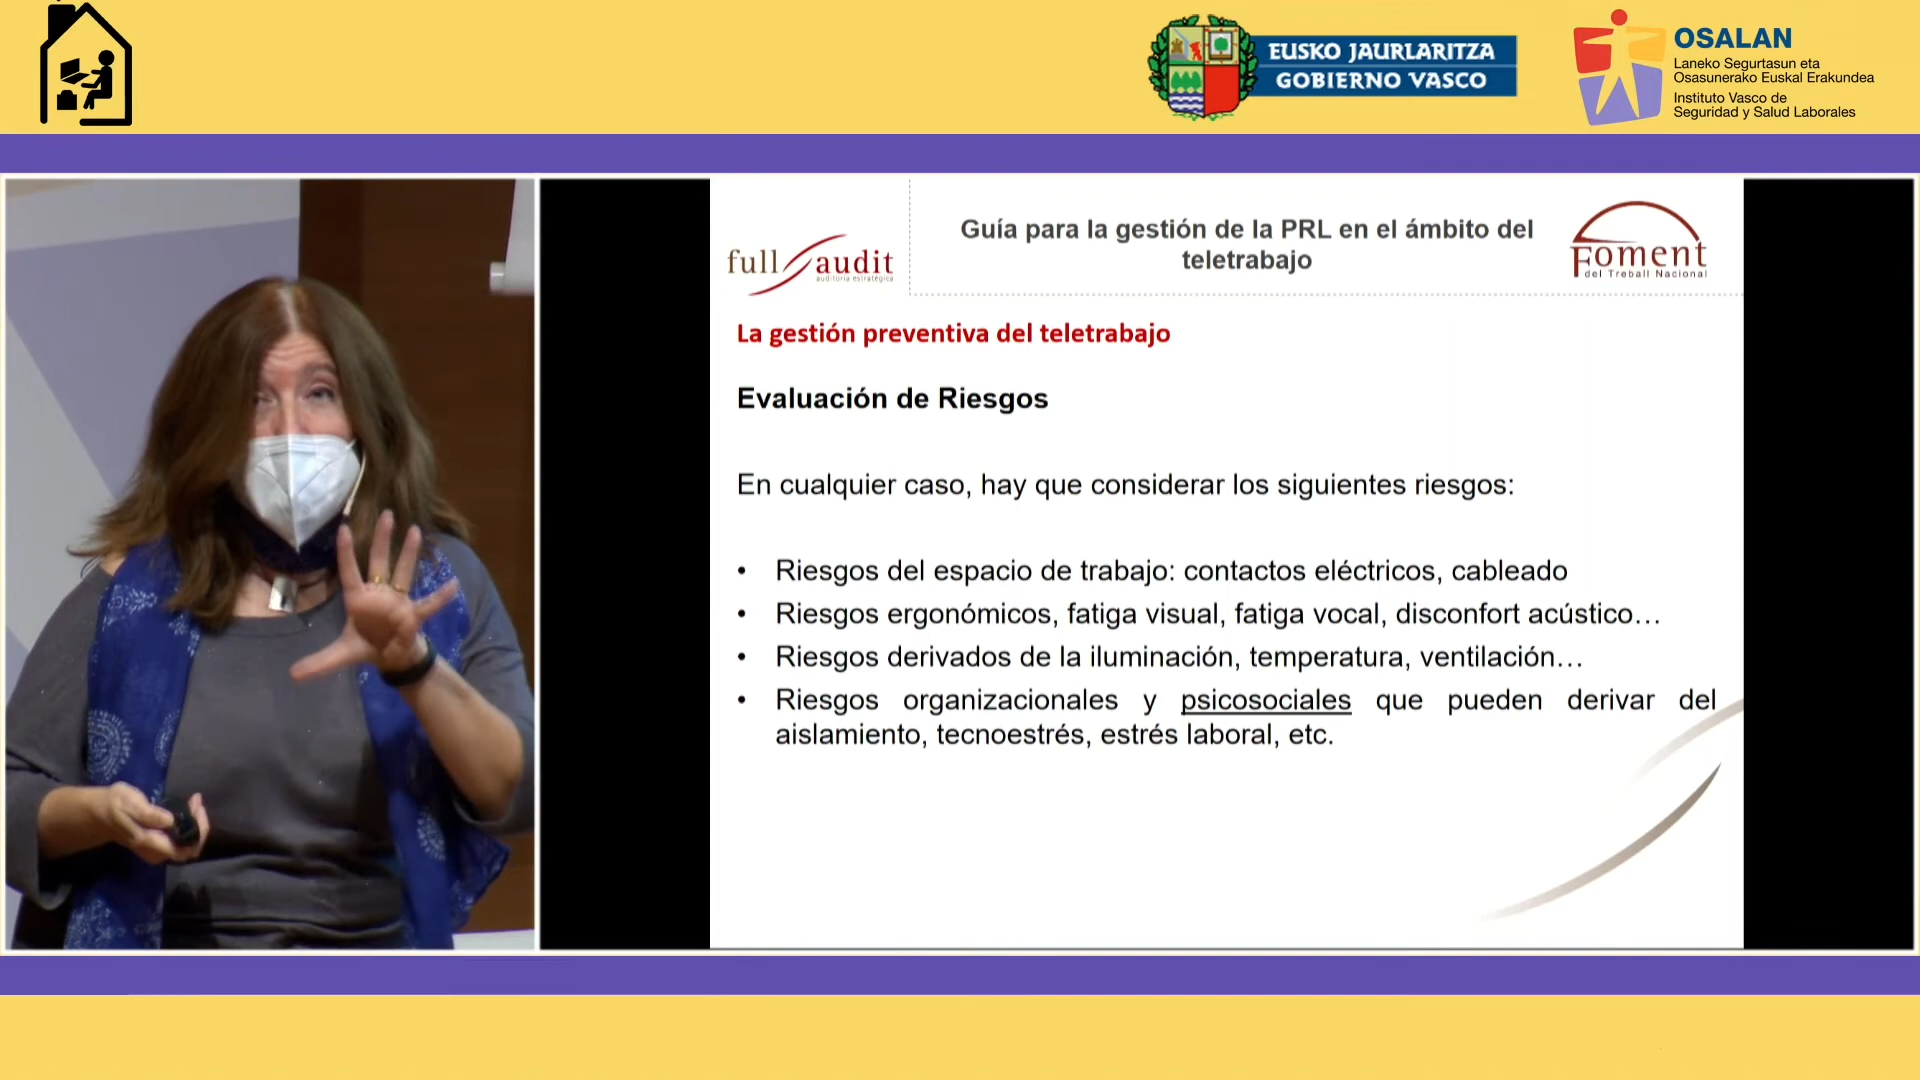 EUSKO JAURLARITZA
GOBIERNO VASCO
OSALAN
Laneko Segurtasun eta
Osasunerako Euskal Erakundea
Instituto Vasco de
Seguridad y Salud Laborales
full audit
auditoria estratégica
Guía para la gestión de la PRL en el ámbito del
teletrabajo
Foment
del Treball Nacional
La gestión preventiva del teletrabajo
Evaluación de Riesgos
En cualquier caso, hay que considerar los siguientes riesgos:
• Riesgos del espacio de trabajo: contactos eléctricos, cableado
• Riesgos ergonómicos, fatiga visual, fatiga vocal, disconfort acústico…
• Riesgos derivados de la iluminación, temperatura, ventilación…
• Riesgos organizacionales y psicosociales que pueden derivar del
aislamiento, tecnoestrés, estrés laboral, etc.